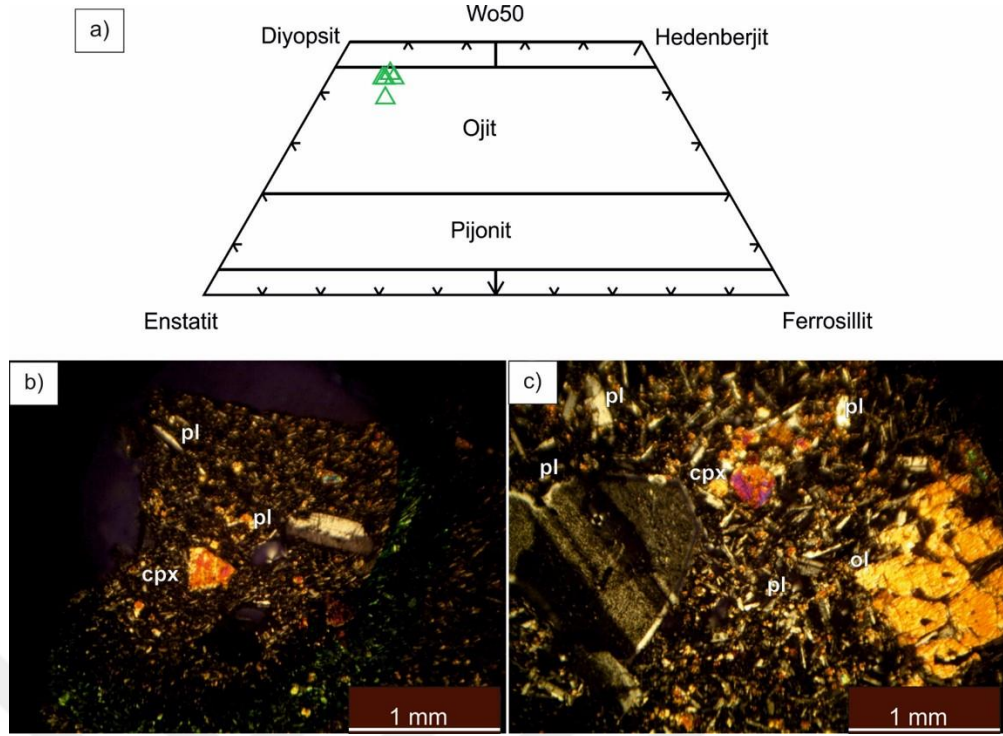 a)
Wo50
Diyopsit
Hedenberjit
Ojit
Pijonit
Enstatit
Ferrosillit
b)
pl
pl
cpx
1 mm
c)
pl
pl
pl
cpx
ol
pl
1 mm